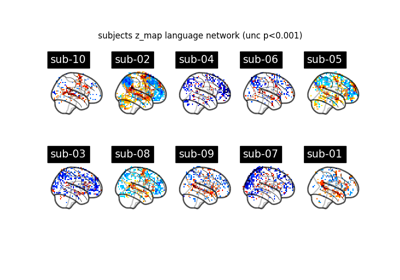 subjects z_map language network (unc p<0.001)
sub-10 sub-02 sub-04 sub-06 sub-05
sub-03 sub-08 sub-09 sub-07 sub-01